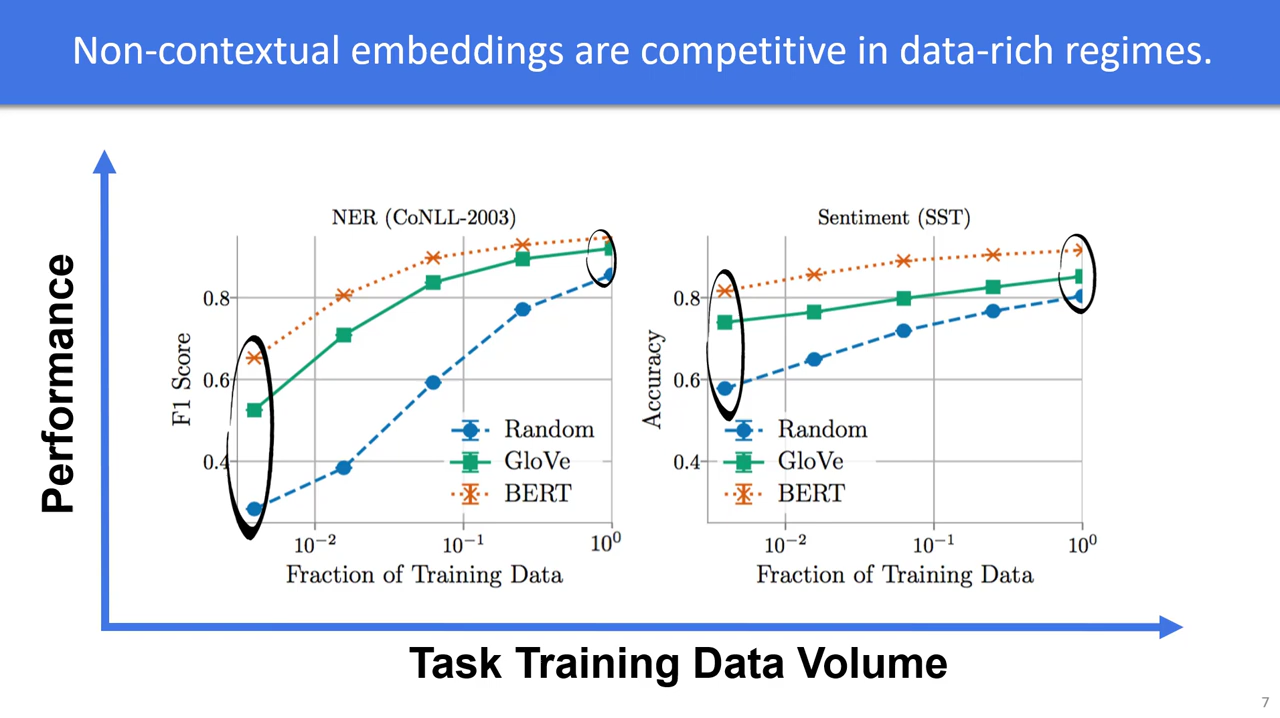 Non-contextual embeddings are competitive in data-rich regimes.
Performance
NER (CoNLL-2003)
F1 Score
0.8
0.6
0.4
Random
GloVe
BERT
10⁻² 10⁻¹ 10⁰
Fraction of Training Data
Sentiment (SST)
Accuracy
0.8
0.6
0.4
Random
GloVe
BERT
10⁻² 10⁻¹ 10⁰
Fraction of Training Data
Task Training Data Volume
7